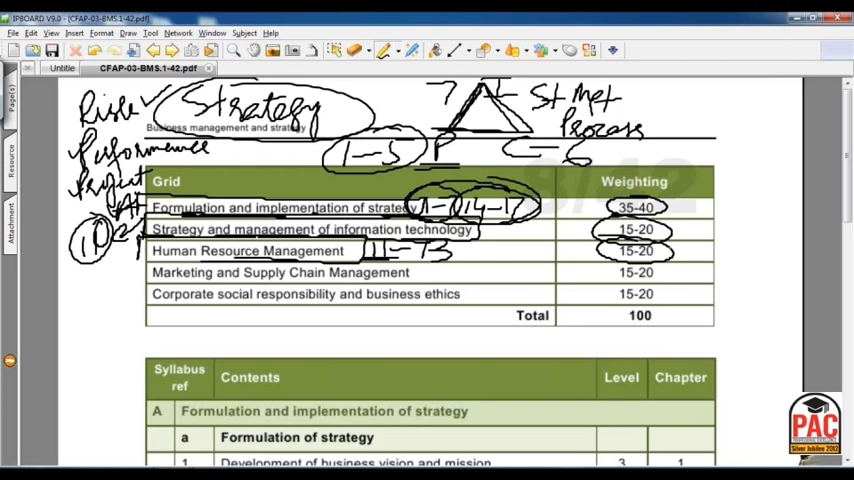 IPBOARD V9.0 - [CFAP-03-BMS.1-42.pdf]
File Edit View Insert Format Draw Tool Network Window Subject Help
Untitle CFAP-03-BMS.1-42.pdf
Page(s)
Resource
Attach
Risk Strategy 7 I St Mgt
Process
Business management and strategy
Performance 1-5 P C = 6
Project
Grid Weighting
Formulation and implementation of strategy 14-17 35-40
Strategy and management of information technology 15-20
Human Resource Management 11-13 15-20
Marketing and Supply Chain Management 15-20
Corporate social responsibility and business ethics 15-20
Total 100
Syllabus ref Contents Level Chapter
A Formulation and implementation of strategy
a Formulation of strategy
1 Development of business vision and mission 3 1
PAC
Silver Jubilee 2012